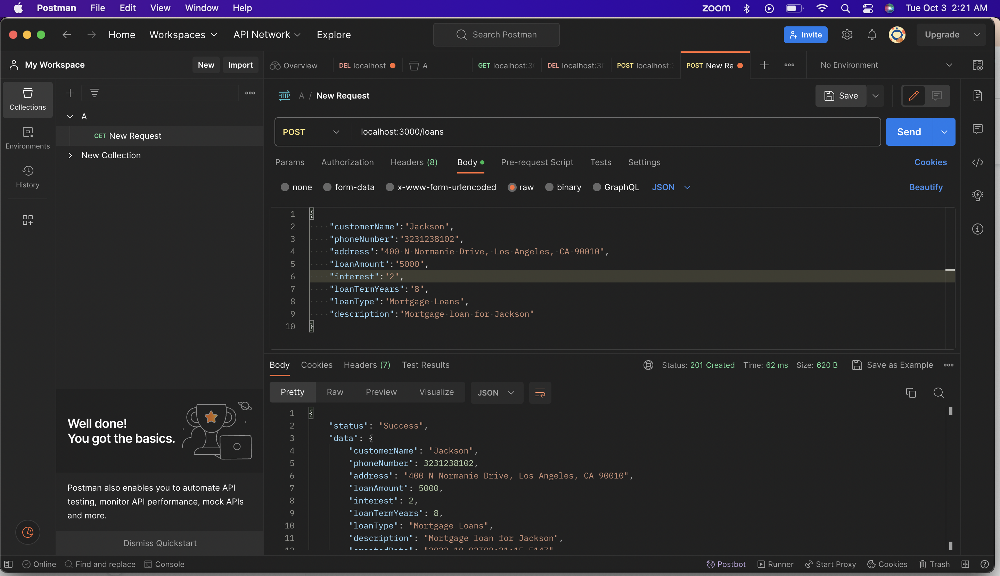 Postman File Edit View Window Help zoom Tue Oct 3 2:21 AM
Home Workspaces API Network Explore Search Postman Invite Upgrade
My Workspace New Import Overview DEL localhost A GET localhost:30 DEL localhost:30 POST localhost: POST New Re No Environment
Collections
Environments
History
A
GET New Request
New Collection
HTTP A / New Request Save
POST localhost:3000/loans Send
Params Authorization Headers (8) Body Pre-request Script Tests Settings Cookies
none form-data x-www-form-urlencoded raw binary GraphQL JSON Beautify
1 {
2 "customerName":"Jackson",
3 "phoneNumber":"3231238102",
4 "address":"400 N Normanie Drive, Los Angeles, CA 90010",
5 "loanAmount":"5000",
6 "interest":"2",
7 "loanTermYears":"8",
8 "loanType":"Mortgage Loans",
9 "description":"Mortgage loan for Jackson"
10 }
Body Cookies Headers (7) Test Results Status: 201 Created Time: 62 ms Size: 620 B Save as Example
Pretty Raw Preview Visualize JSON
1 {
2 "status": "Success",
3 "data": {
4 "customerName": "Jackson",
5 "phoneNumber": 3231238102,
6 "address": "400 N Normanie Drive, Los Angeles, CA 90010",
7 "loanAmount": 5000,
8 "interest": 2,
9 "loanTermYears": 8,
10 "loanType": "Mortgage Loans",
11 "description": "Mortgage loan for Jackson",
12 "createdDate": "2023-10-03T08:21:15.514Z"
Well done!
You got the basics.
Postman also enables you to automate API
testing, monitor API performance, mock APIs
and more.
Dismiss Quickstart
Online Find and replace Console Postbot Runner Start Proxy Cookies Trash